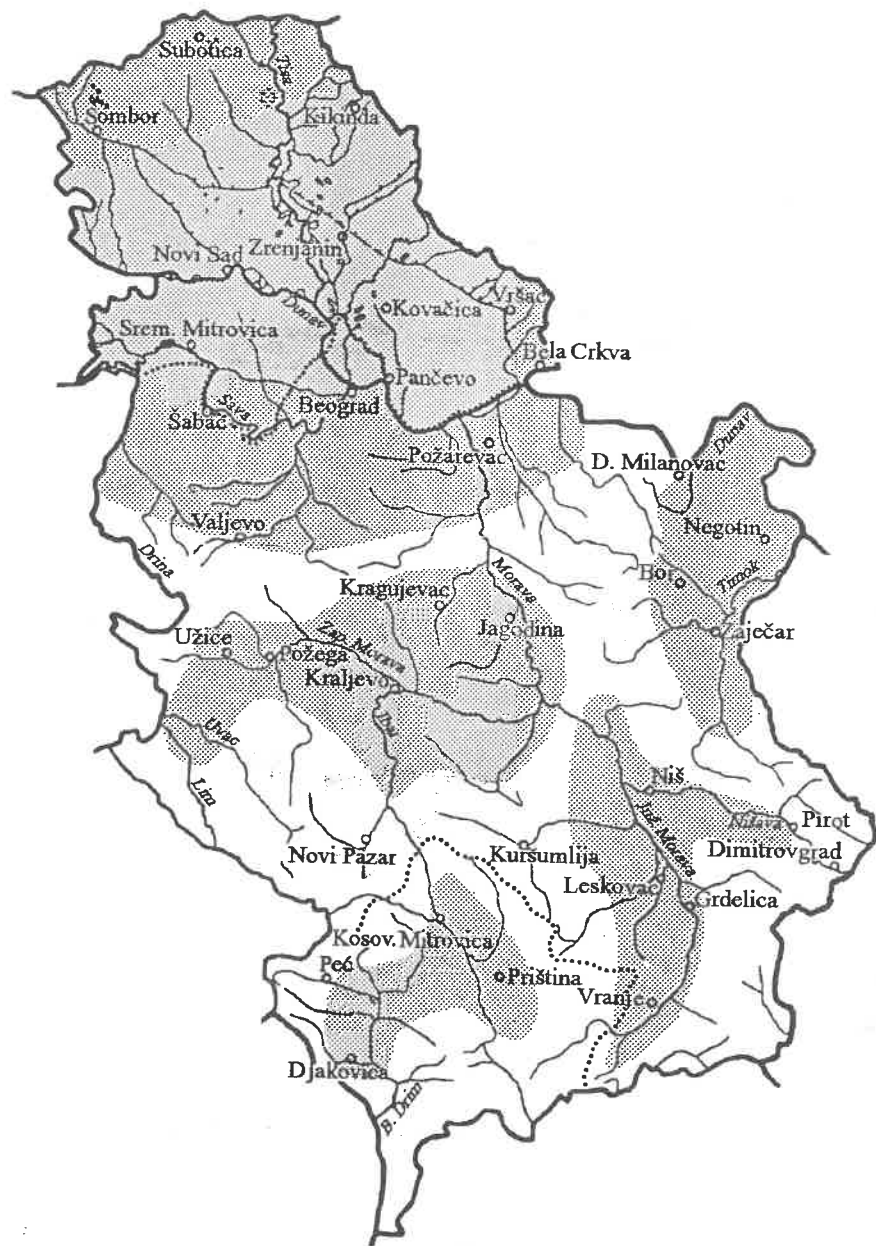 Subotica
Tisa
Sombor
Kikinda
Zrenjanin
Novi Sad
Dunav
Kovačica
Vršac
Srem. Mitrovica
Bela Crkva
Pančevo
Beograd
Sava
Šabac
Požarevac
Dunav
D. Milanovac
Negotin
Valjevo
Drina
Bor
Timok
Morava
Kragujevac
Jagodina
Zaječar
Užice
Požega
Zap. Morava
Kraljevo
Ibar
Uvac
Lim
Niš
Juž. Morava
Nišava
Pirot
Novi Pazar
Kuršumlija
Dimitrovgrad
Leskovac
Grdelica
Kosov. Mitrovica
Peć
Priština
Vranje
Djakovica
B. Drim